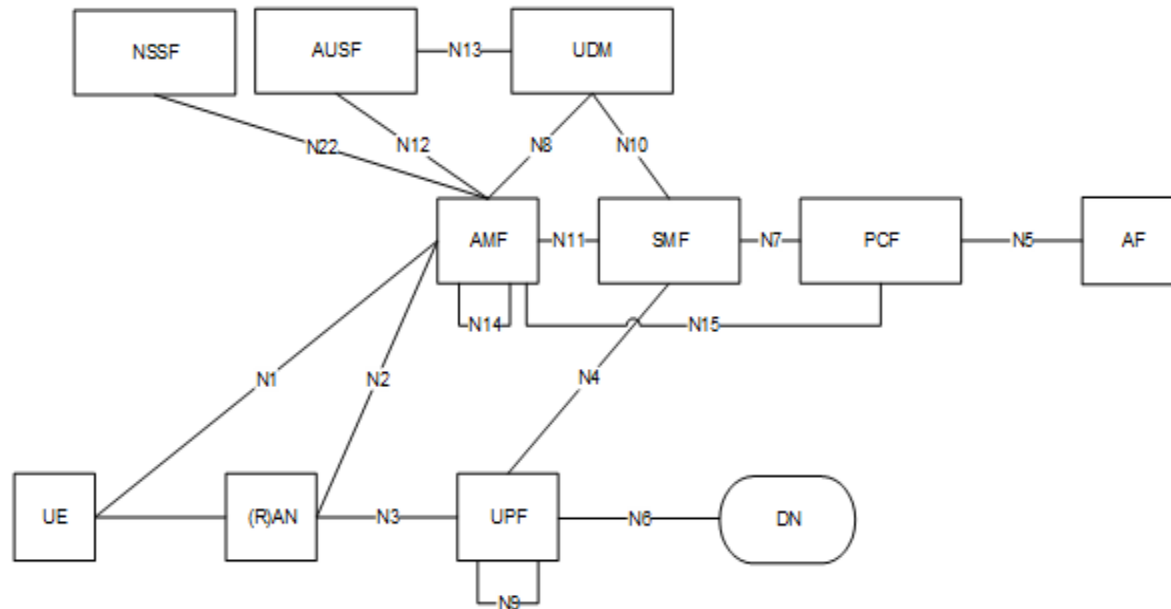 NSSF
AUSF
N13
UDM
N22
N12
N8
N10
AMF
N11
SMF
N7
PCF
N5
AF
N14
N15
N1
N2
N4
UE
(R)AN
N3
UPF
N6
DN
N9